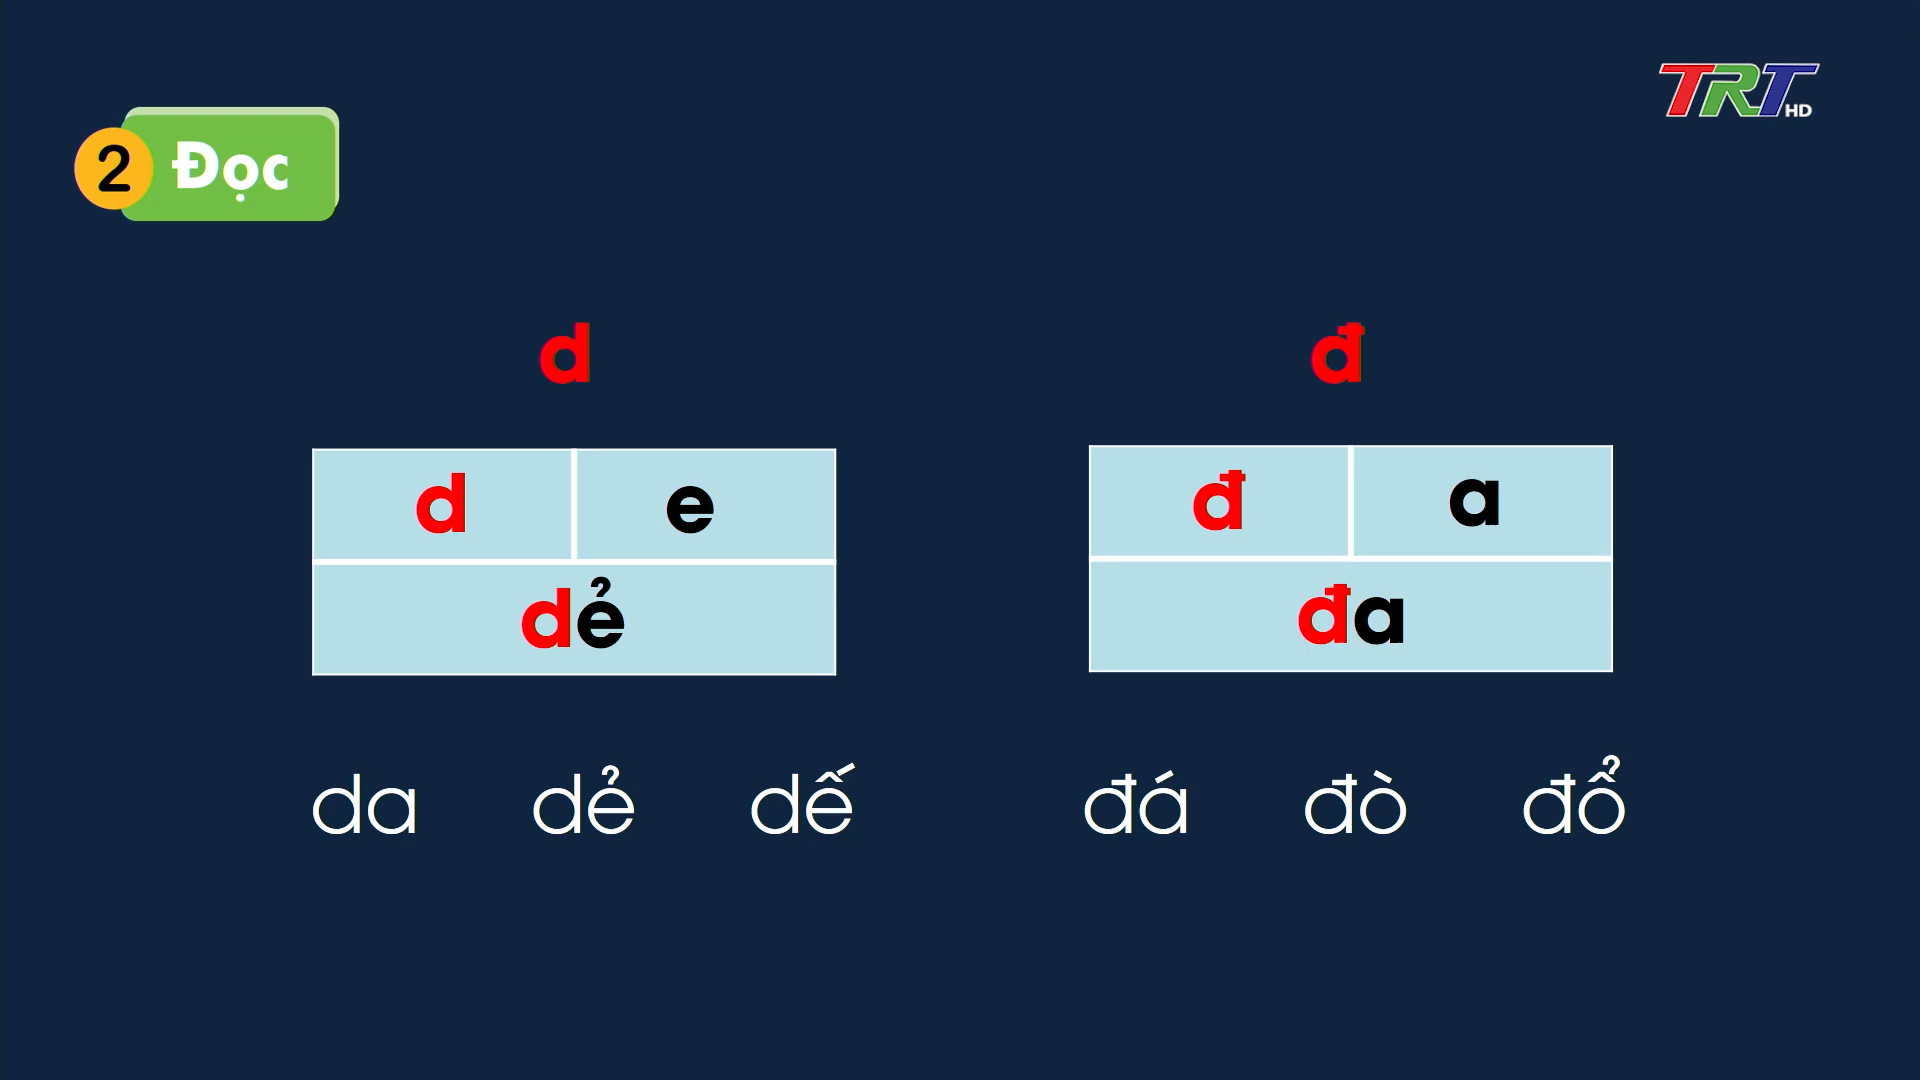 TRT HD
2 Đọc
d đ
d e đ a
dẻ đa
da dẻ dế đá đò đổ